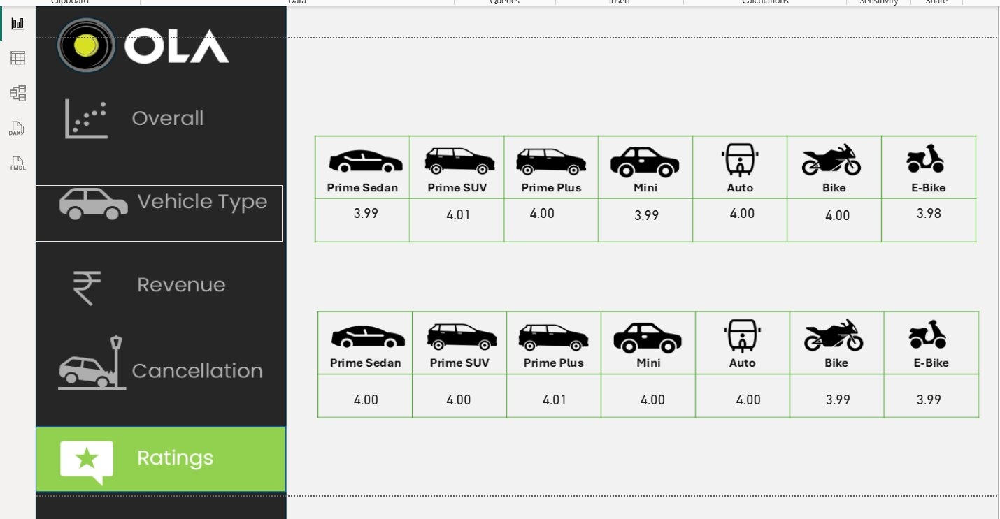 Clipboard Data Queries Insert Calculations Sensitivity Share
OLA
Overall
Vehicle Type
Revenue
Cancellation
Ratings
DAX
TMDL
Prime Sedan Prime SUV Prime Plus Mini Auto Bike E-Bike
3.99 4.01 4.00 3.99 4.00 4.00 3.98
Prime Sedan Prime SUV Prime Plus Mini Auto Bike E-Bike
4.00 4.00 4.01 4.00 4.00 3.99 3.99